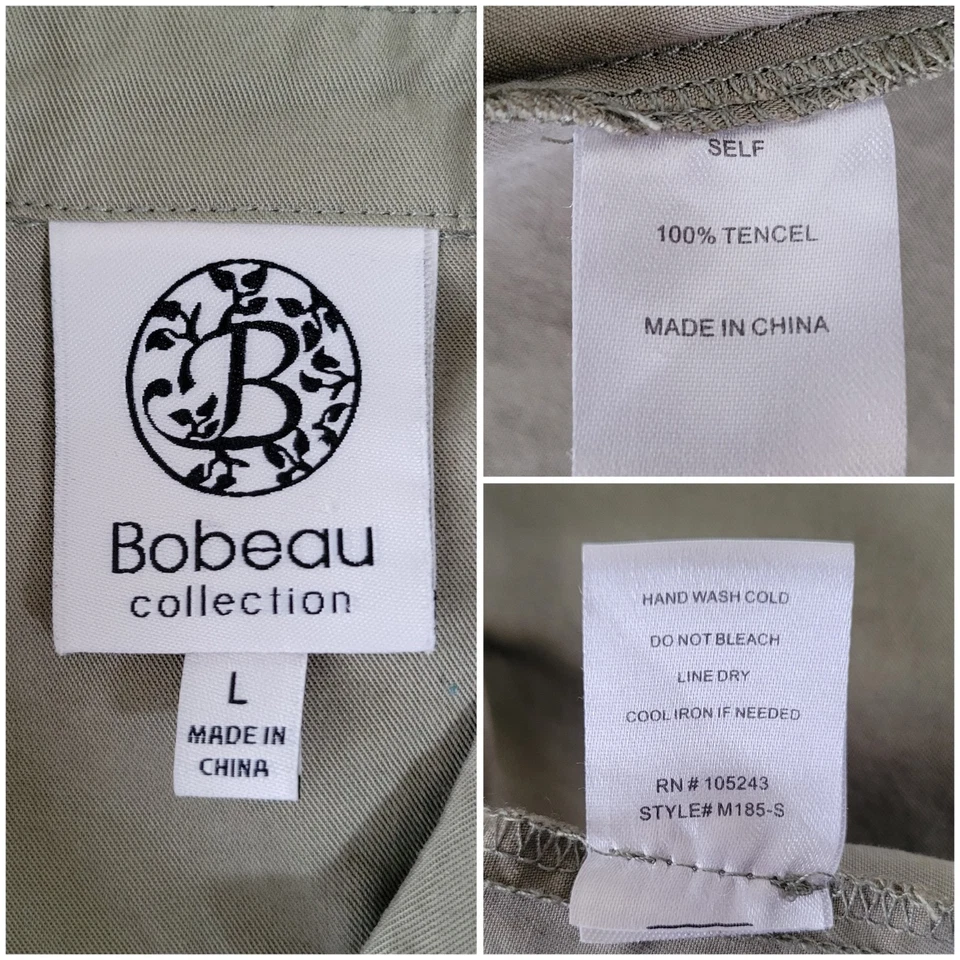 B
Bobeau
collection
L
MADE IN
CHINA
SELF
100% TENCEL
MADE IN CHINA
HAND WASH COLD
DO NOT BLEACH
LINE DRY
COOL IRON IF NEEDED
RN # 105243
STYLE# M185-S